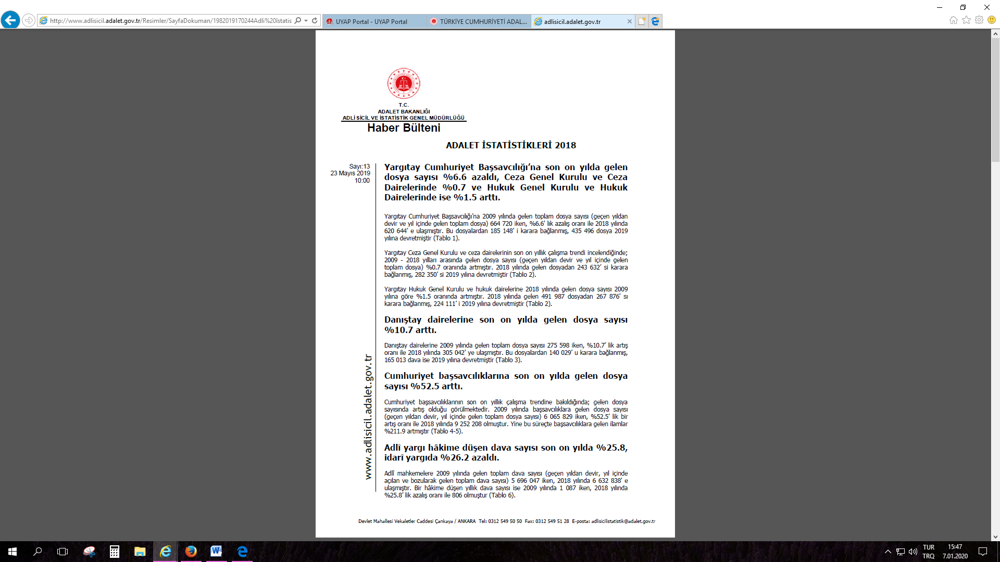 http://www.adlisicil.adalet.gov.tr/Resimler/SayfaDokuman/1982019170244Adli%20istatis
UYAP Portal - UYAP Portal
TÜRKİYE CUMHURİYETİ ADAL...
adlisicil.adalet.gov.tr
T.C.
ADALET BAKANLIĞI
ADLİ SİCİL VE İSTATİSTİK GENEL MÜDÜRLÜĞÜ
Haber Bülteni
ADALET İSTATİSTİKLERİ 2018
Sayı:13
23 Mayıs 2019
10:00
Yargıtay Cumhuriyet Başsavcılığı’na son on yılda gelen
dosya sayısı %6.6 azaldı, Ceza Genel Kurulu ve Ceza
Dairelerinde %0.7 ve Hukuk Genel Kurulu ve Hukuk
Dairelerinde ise %1.5 arttı.
Yargıtay Cumhuriyet Başsavcılığı’na 2009 yılında gelen toplam dosya sayısı (geçen yıldan
devir ve yıl içinde gelen toplam dosya) 664 720 iken, %6.6' lık azalış oranı ile 2018 yılında
620 644’ e ulaşmıştır. Bu dosyalardan 185 148’ i karara bağlanmış, 435 496 dosya 2019
yılına devretmiştir (Tablo 1).
Yargıtay Ceza Genel Kurulu ve ceza dairelerinin son on yıllık çalışma trendi incelendiğinde;
2009 - 2018 yılları arasında gelen dosya sayısı (geçen yıldan devir ve yıl içinde gelen
toplam dosya) %0.7 oranında artmıştır. 2018 yılında gelen dosyadan 243 632’ si karara
bağlanmış, 282 350’ si 2019 yılına devretmiştir (Tablo 2).
Yargıtay Hukuk Genel Kurulu ve hukuk dairelerine 2018 yılında gelen dosya sayısı 2009
yılına göre %1.5 oranında artmıştır. 2018 yılında gelen 491 987 dosyadan 267 876’ sı
karara bağlanmış, 224 111’ i 2019 yılına devretmiştir (Tablo 2).
Danıştay dairelerine son on yılda gelen dosya sayısı
%10.7 arttı.
Danıştay dairelerine 2009 yılında gelen toplam dosya sayısı 275 598 iken, %10.7’ lik artış
oranı ile 2018 yılında 305 042’ ye ulaşmıştır. Bu dosyalardan 140 029’ u karara bağlanmış,
165 013 dava ise 2019 yılına devretmiştir (Tablo 3).
Cumhuriyet başsavcılıklarına son on yılda gelen dosya
sayısı %52.5 arttı.
Cumhuriyet başsavcılıklarının son on yıllık çalışma trendine bakıldığında; gelen dosya
sayısında artış olduğu görülmektedir. 2009 yılında başsavcılıklara gelen dosya sayısı
(geçen yıldan devir, yıl içinde gelen toplam dosya sayısı) 6 065 829 iken, %52.5’ lik bir
artış oranı ile 2018 yılında 9 252 208 olmuştur. Yine bu süreçte başsavcılıklara gelen ilamlar
%211.9 artmıştır (Tablo 4-5).
Adlî yargı hâkime düşen dava sayısı son on yılda %25.8,
idarî yargıda %26.2 azaldı.
Adlî mahkemelere 2009 yılında gelen toplam dava sayısı (geçen yıldan devir, yıl içinde
açılan ve bozularak gelen toplam dava sayısı) 5 696 047 iken, 2018 yılında 6 632 838' e
ulaşmıştır. Bir hâkime düşen yıllık dava sayısı ise 2009 yılında 1 087 iken, 2018 yılında
%25.8’ lik azalış oranı ile 806 olmuştur (Tablo 6).
www.adlisicil.adalet.gov.tr
Devlet Mahallesi Vekaletler Caddesi Çankaya / ANKARA Tel: 0312 549 50 50 Fax: 0312 549 51 28 E-posta: adlisicilistatistik@adalet.gov.tr
TUR
TRQ
15:47
7.01.2020